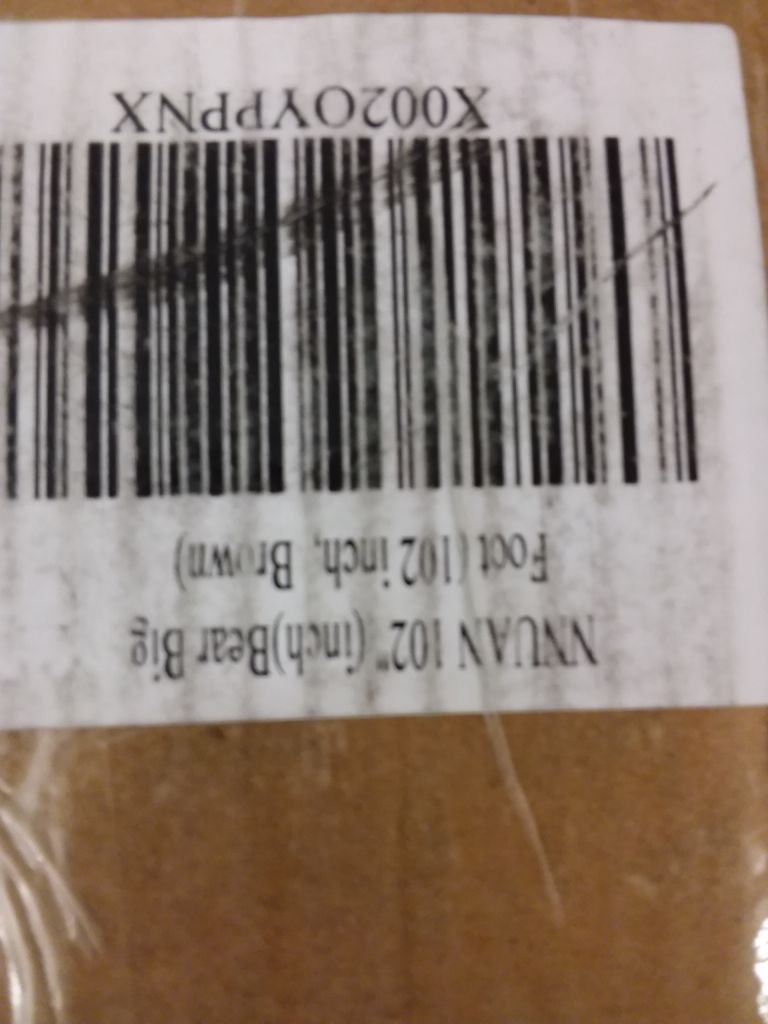 X002OYPPNX
NNUAN 102" (inch)Bear Big
Foot (102 inch, Brown)